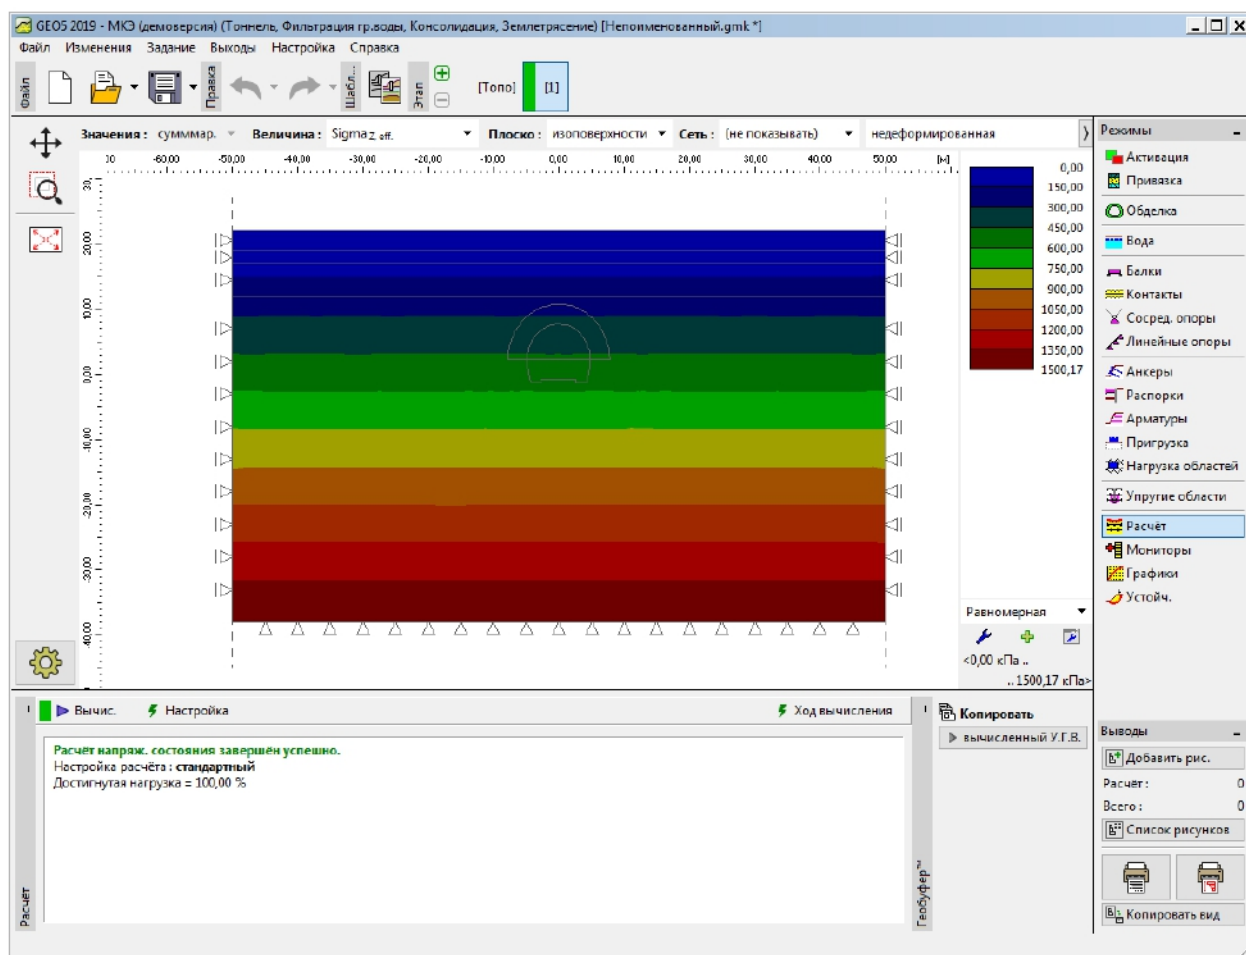 GEO5 2019 - МКЭ (демоверсия) (Тоннель, Фильтрация гр.воды, Консолидация, Землетрясение) [Непоименованный.gmk *]
Файл Изменения Задание Выходы Настройка Справка
Файл Правка Шабл... Этап [Топо] [1]
Значения : сумммар. Величина : Sigma z, eff. Плоско : изоповерхности Сеть : (не показывать) недеформированная
-60,00 -50,00 -40,00 -30,00 -20,00 -10,00 0,00 10,00 20,00 30,00 40,00 50,00 [м]
20,00
10,00
0,00
-10,00
-20,00
-30,00
-40,00
0,00
150,00
300,00
450,00
600,00
750,00
900,00
1050,00
1200,00
1350,00
1500,17
Равномерная
<0,00 кПа ..
.. 1500,17 кПа>
Режимы
Активация
Привязка
Обделка
Вода
Балки
Контакты
Сосред. опоры
Линейные опоры
Анкеры
Распорки
Арматуры
Пригрузка
Нагрузка областей
Упругие области
Расчёт
Мониторы
Графики
Устойч.
Вычис. Настройка Ход вычисления
Расчёт напряж. состояния завершён успешно.
Настройка расчёта : стандартный
Достигнутая нагрузка = 100,00 %
Расчёт
Геобуфер™
Копировать
вычисленный У.Г.В.
Выводы
Добавить рис.
Расчёт : 0
Всего : 0
Список рисунков
Копировать вид